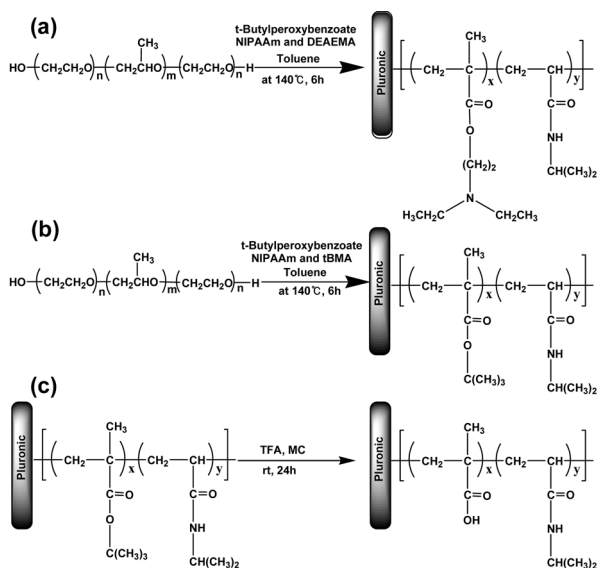 (a)
t-Butylperoxybenzoate
NIPAAm and DEAEMA
Toluene
at 140℃, 6h
CH3
HO-(CH2CH2O)n(CH2CHO)m(CH2CH2O)n-H
Pluronic
CH3
[(CH2-C)x(CH2-CH)y]
C=O C=O
O NH
(CH2)2 CH(CH3)2
N
H3CH2C CH2CH3
(b)
t-Butylperoxybenzoate
NIPAAm and tBMA
Toluene
at 140℃, 6h
CH3
HO-(CH2CH2O)n(CH2CHO)m(CH2CH2O)n-H
Pluronic
CH3
[(CH2-C)x(CH2-CH)y]
C=O C=O
O NH
C(CH3)3 CH(CH3)2
(c)
Pluronic
CH3
[(CH2-C)x(CH2-CH)y]
C=O C=O
O NH
C(CH3)3 CH(CH3)2
TFA, MC
rt, 24h
Pluronic
CH3
[(CH2-C)x(CH2-CH)y]
C=O C=O
OH NH
CH(CH3)2